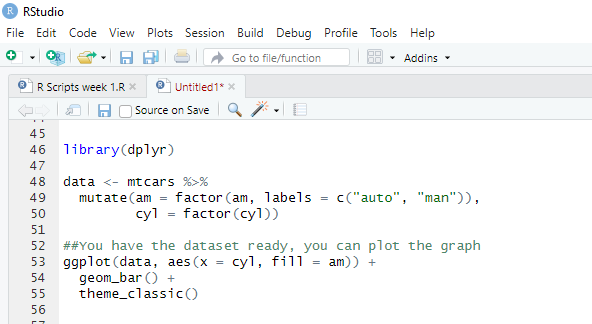 RStudio
File Edit Code View Plots Session Build Debug Profile Tools Help
Go to file/function Addins
R Scripts week 1.R Untitled1*
Source on Save
45
46 library(dplyr)
47
48 data <- mtcars %>%
49 mutate(am = factor(am, labels = c("auto", "man")),
50 cyl = factor(cyl))
51
52 ##You have the dataset ready, you can plot the graph
53 ggplot(data, aes(x = cyl, fill = am)) +
54 geom_bar() +
55 theme_classic()
56